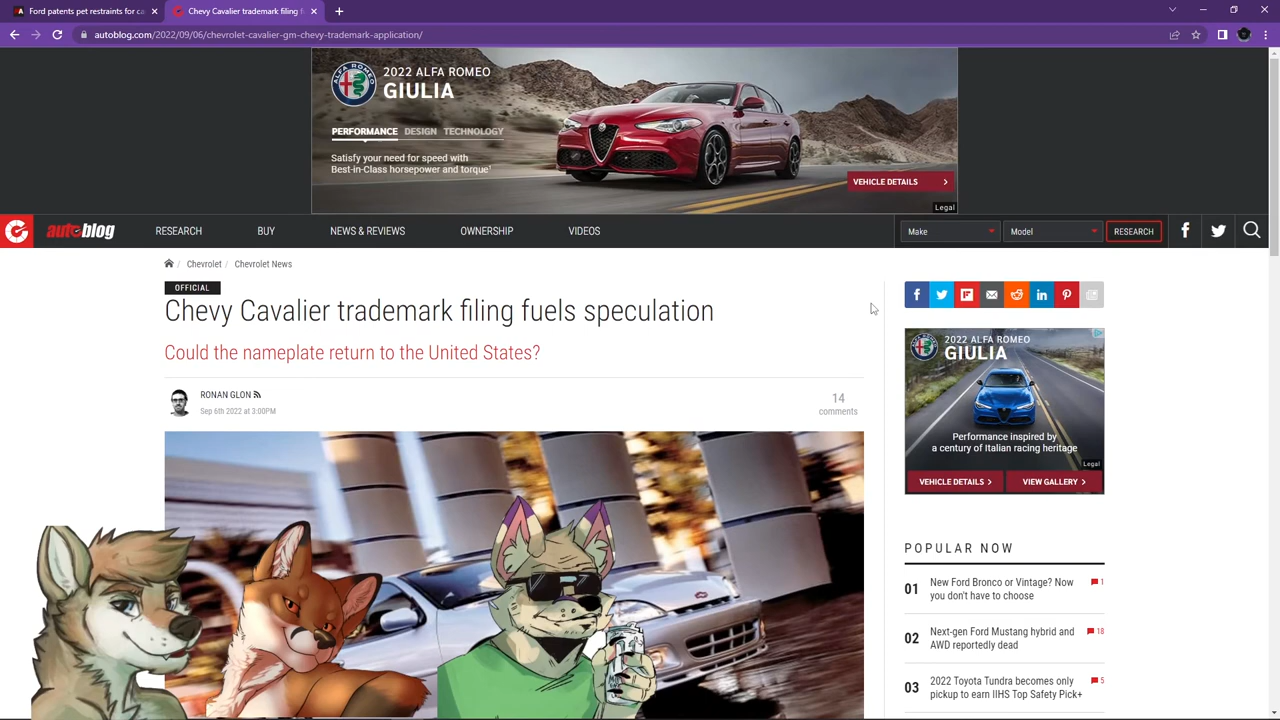 Ford patents pet restraints for ca
Chevy Cavalier trademark filing f
autoblog.com/2022/09/06/chevrolet-cavalier-gm-chevy-trademark-application/
2022 ALFA ROMEO
GIULIA
PERFORMANCE DESIGN TECHNOLOGY
Satisfy your need for speed with
Best-in-Class horsepower and torque¹
VEHICLE DETAILS
Legal
autoblog
RESEARCH
BUY
NEWS & REVIEWS
OWNERSHIP
VIDEOS
Make
Model
RESEARCH
/ Chevrolet / Chevrolet News
OFFICIAL
Chevy Cavalier trademark filing fuels speculation
Could the nameplate return to the United States?
RONAN GLON
Sep 6th 2022 at 3:00PM
14
comments
2022 ALFA ROMEO
GIULIA
Performance inspired by
a century of Italian racing heritage
Legal
VEHICLE DETAILS
VIEW GALLERY
POPULAR NOW
01
New Ford Bronco or Vintage? Now
you don't have to choose
1
02
Next-gen Ford Mustang hybrid and
AWD reportedly dead
18
03
2022 Toyota Tundra becomes only
pickup to earn IIHS Top Safety Pick+
5